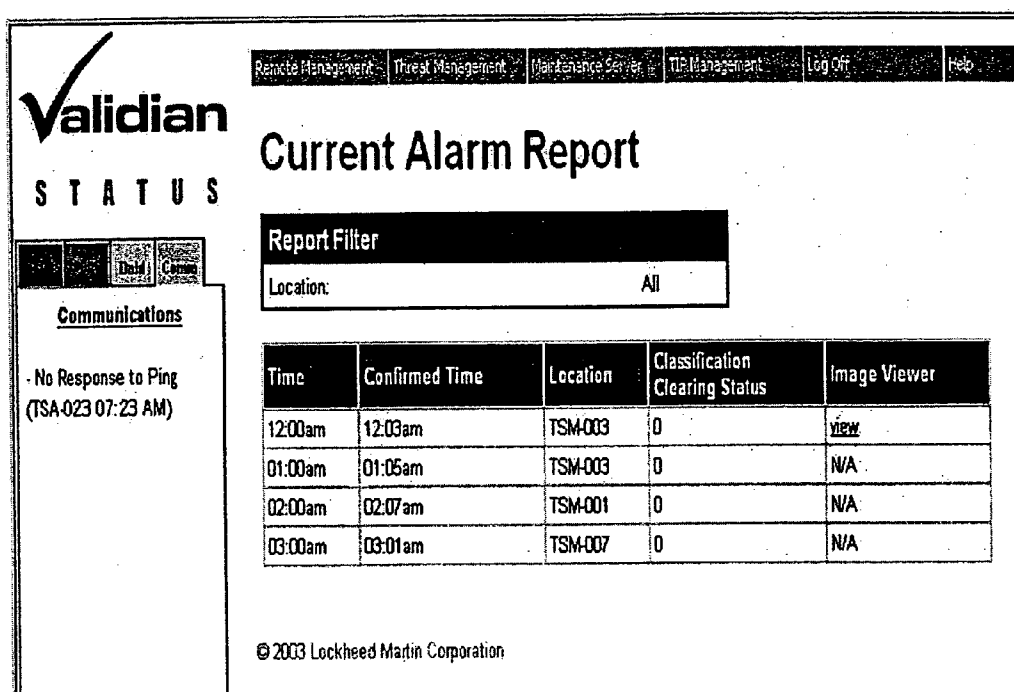 Validian
STATUS
Remote Management Threat Management Maintenance Server TIP Management Log Off Help
Current Alarm Report
Report Filter
Location: All
Data Comm
Communications
- No Response to Ping
(TSA-023 07:23 AM)
Time Confirmed Time Location Classification Clearing Status Image Viewer
12:00am 12:03am TSM-003 0 view
01:00am 01:05am TSM-003 0 N/A
02:00am 02:07am TSM-001 0 N/A
03:00am 03:01am TSM-007 0 N/A
© 2003 Lockheed Martin Corporation